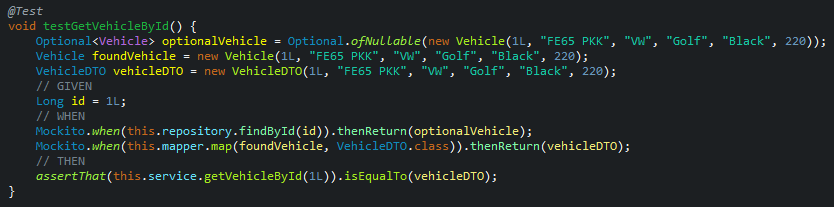 @Test
void testGetVehicleById() {
    Optional<Vehicle> optionalVehicle = Optional.ofNullable(new Vehicle(1L, "FE65 PKK", "VW", "Golf", "Black", 220));
    Vehicle foundVehicle = new Vehicle(1L, "FE65 PKK", "VW", "Golf", "Black", 220);
    VehicleDTO vehicleDTO = new VehicleDTO(1L, "FE65 PKK", "VW", "Golf", "Black", 220);
    // GIVEN
    Long id = 1L;
    // WHEN
    Mockito.when(this.repository.findById(id)).thenReturn(optionalVehicle);
    Mockito.when(this.mapper.map(foundVehicle, VehicleDTO.class)).thenReturn(vehicleDTO);
    // THEN
    assertThat(this.service.getVehicleById(1L)).isEqualTo(vehicleDTO);
}